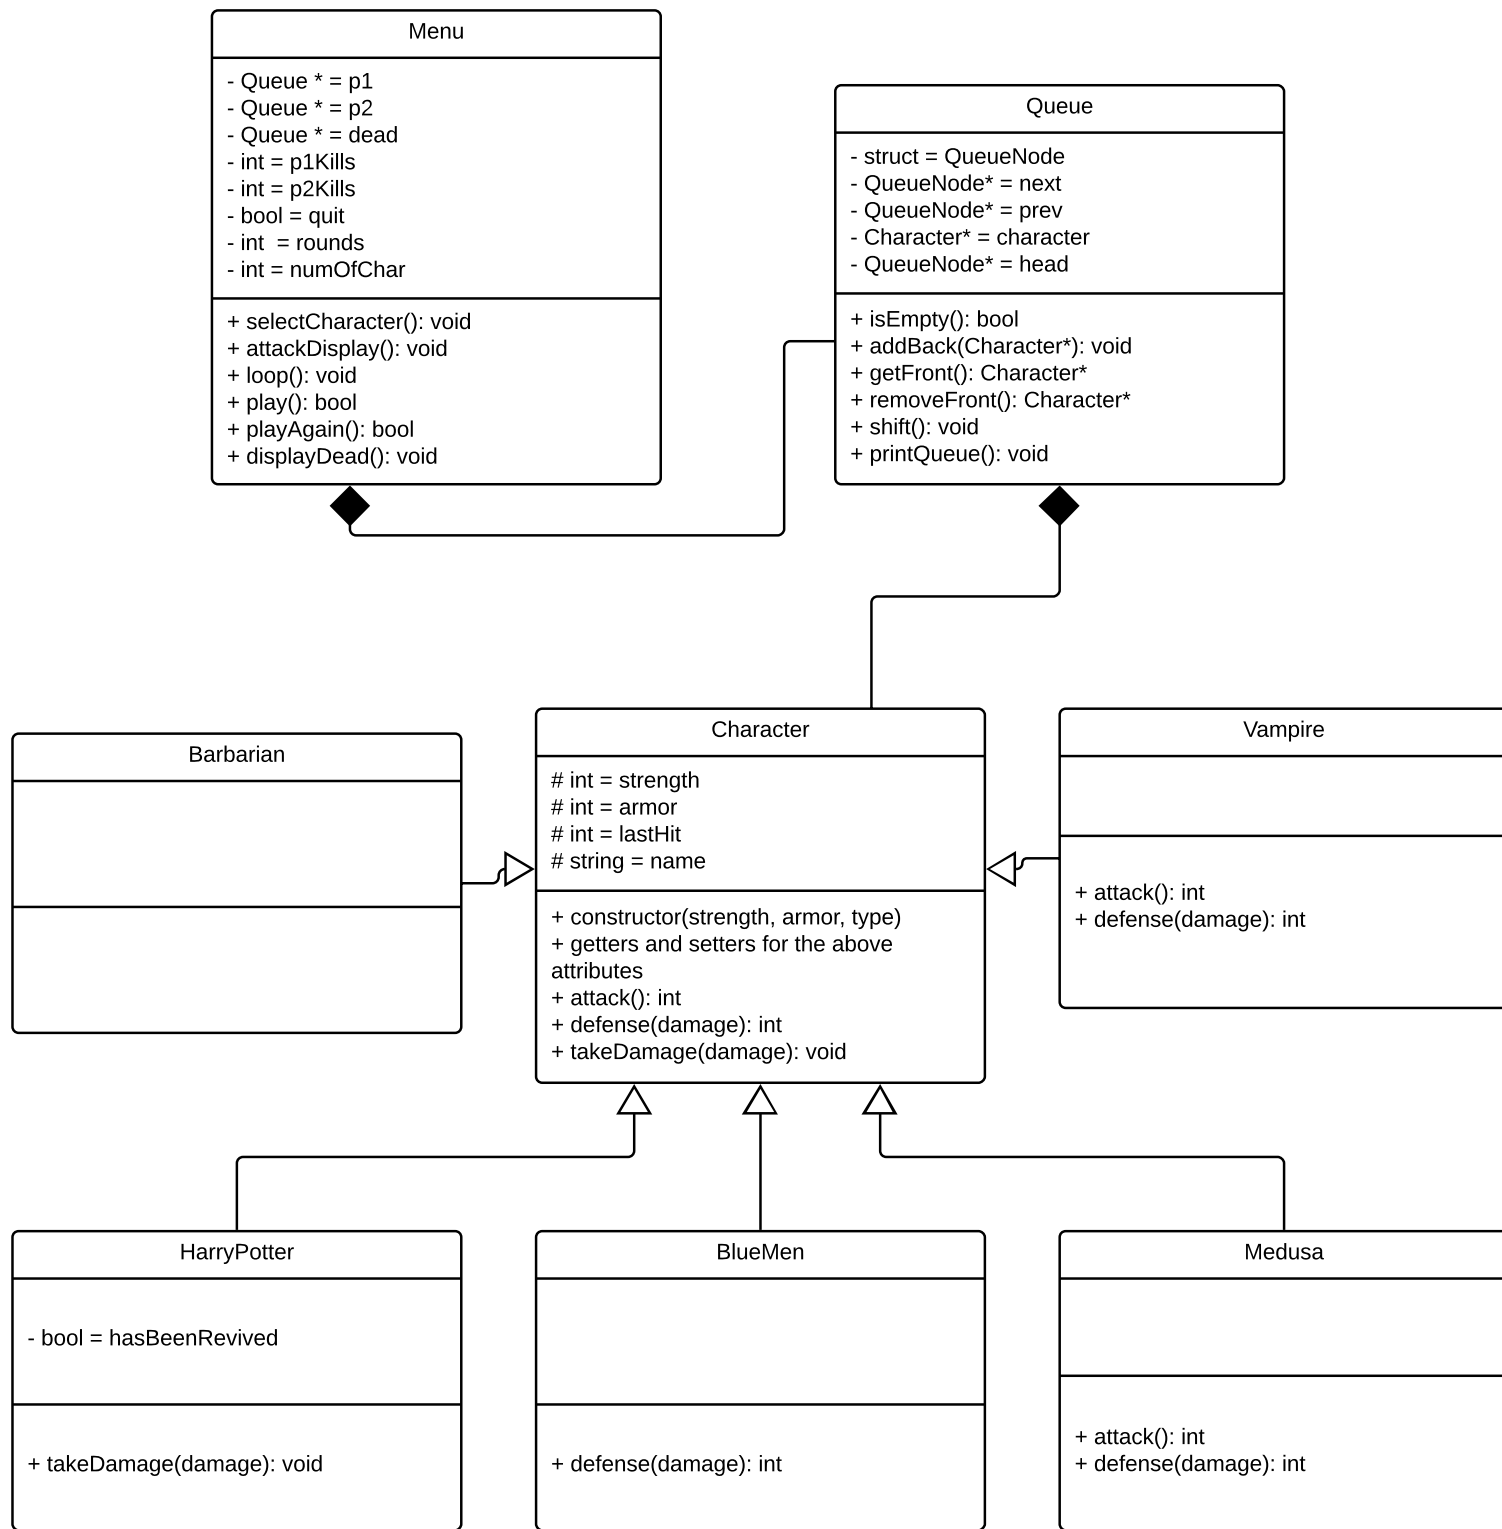 Menu
- Queue * = p1
- Queue * = p2
- Queue * = dead
- int = p1Kills
- int = p2Kills
- bool = quit
- int  = rounds
- int = numOfChar
+ selectCharacter(): void
+ attackDisplay(): void
+ loop(): void
+ play(): bool
+ playAgain(): bool
+ displayDead(): void
Queue
- struct = QueueNode
- QueueNode* = next
- QueueNode* = prev
- Character* = character
- QueueNode* = head
+ isEmpty(): bool
+ addBack(Character*): void
+ getFront(): Character*
+ removeFront(): Character*
+ shift(): void
+ printQueue(): void
Barbarian
Character
# int = strength
# int = armor
# int = lastHit
# string = name
+ constructor(strength, armor, type)
+ getters and setters for the above
attributes
+ attack(): int
+ defense(damage): int
+ takeDamage(damage): void
Vampire
+ attack(): int
+ defense(damage): int
HarryPotter
- bool = hasBeenRevived
+ takeDamage(damage): void
BlueMen
+ defense(damage): int
Medusa
+ attack(): int
+ defense(damage): int